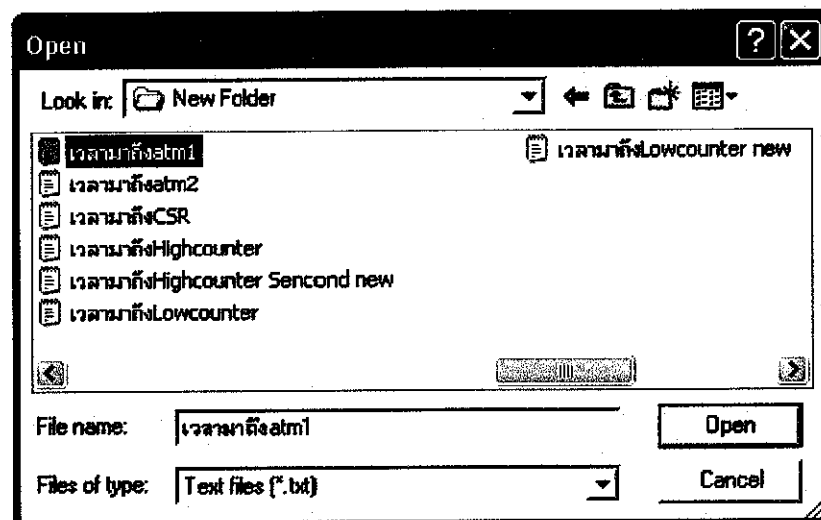 Open
Look in: New Folder
เวลามาถึงatm1
เวลามาถึงatm2
เวลามาถึงCSR
เวลามาถึงHighcounter
เวลามาถึงHighcounter Sencond new
เวลามาถึงLowcounter
เวลามาถึงLowcounter new
File name: เวลามาถึงatm1 Open
Files of type: Text files (*.txt) Cancel